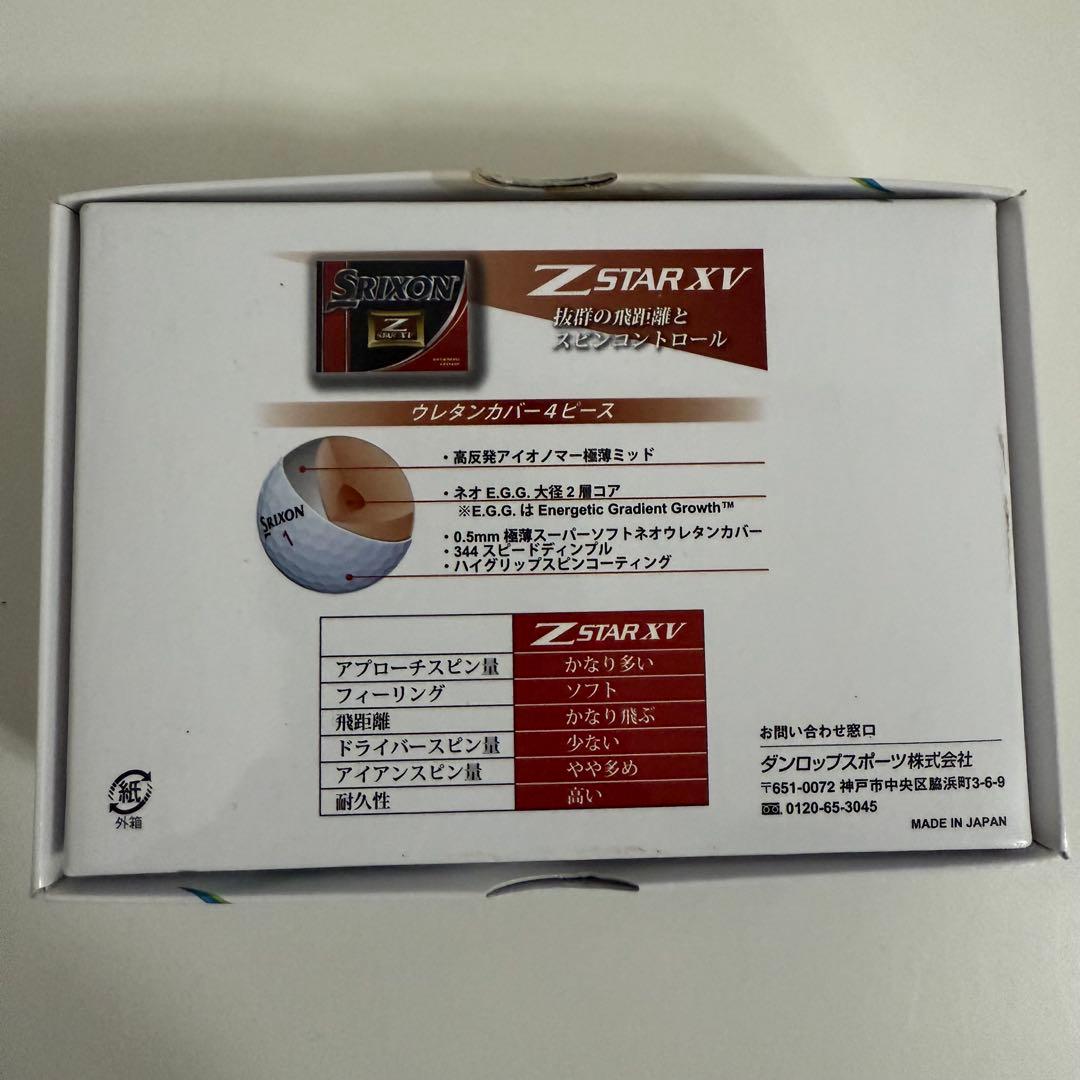 SRIXON
Z
STAR XV
Z STAR XV
抜群の飛距離と
スピンコントロール
ウレタンカバー4ピース
・高反発アイオノマー極薄ミッド
・ネオ E.G.G. 大径2層コア
※E.G.G. は Energetic Gradient Growth™
・0.5mm 極薄スーパーソフトネオウレタンカバー
・344 スピードディンプル
・ハイグリップスピンコーティング
SRIXON
1
Z STAR XV
アプローチスピン量 かなり多い
フィーリング ソフト
飛距離 かなり飛ぶ
ドライバースピン量 少ない
アイアンスピン量 やや多め
耐久性 高い
お問い合わせ窓口
ダンロップスポーツ株式会社
〒651-0072 神戸市中央区脇浜町3-6-9
0120-65-3045
MADE IN JAPAN
紙
外箱